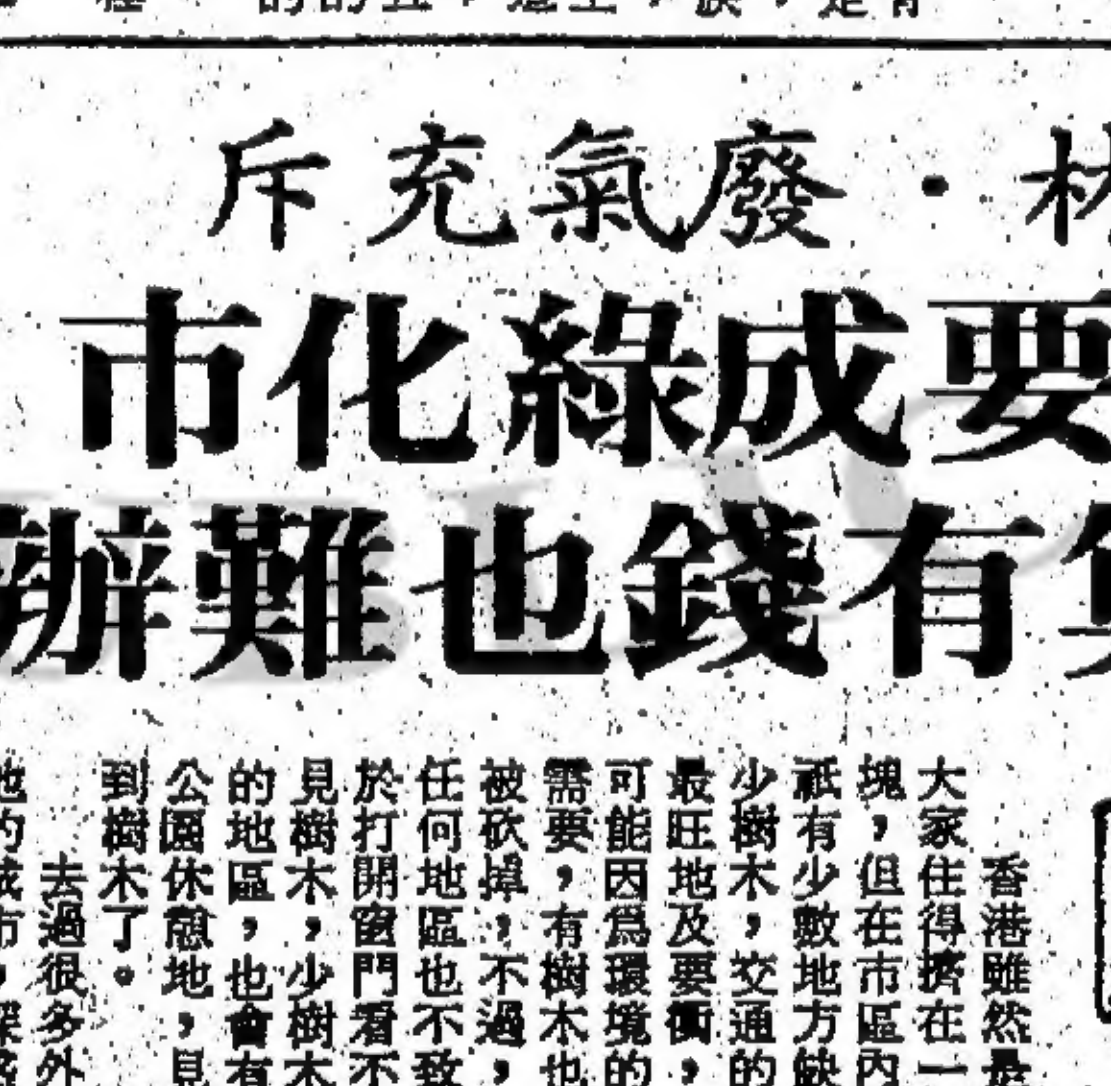 林・廢氣充斥
要成綠化市
有錢也難辦
香港雖然最
大家住得擠在一
塊，但在市區內
祇有少數地方缺
少樹木，交通的
最旺地及要衝，
可能因爲環境的
需要，有樹木也
被砍掉，不過，
任何地區也不致
於打開窗門看不
見樹木，少樹木
的地區，也會有
公園休憩地，見
到樹木了。
去過很多外